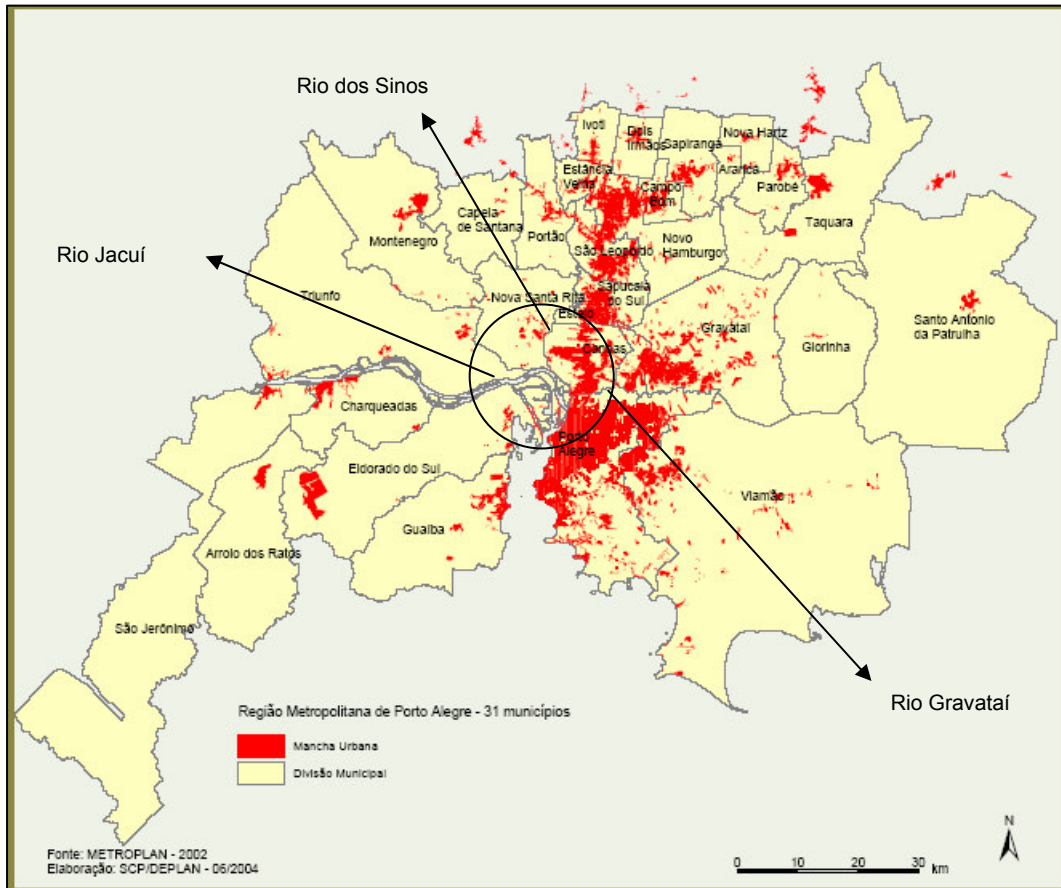 Rio dos Sinos
Ivoti
Dois
Irmãos
Sapiranga
Nova Hartz
Estância
Velha
Campo
Bom
Araricá
Parobé
Taquara
Capela
de Santana
Portão
Montenegro
Novo
Hamburgo
São Leopoldo
Rio Jacuí
Triunfo
Nova Santa Rita
Sapucaia
do Sul
Esteio
Canoas
Gravataí
Glorinha
Santo Antonio
da Patrulha
Charqueadas
Porto
Alegre
Eldorado do Sul
Viamão
Guaíba
Arroio dos Ratos
São Jerônimo
Rio Gravataí
Região Metropolitana de Porto Alegre - 31 municípios
Mancha Urbana
Divisão Municipal
N
Fonte: METROPLAN - 2002
Elaboração: SCP/DEPLAN - 06/2004
0 10 20 30
km